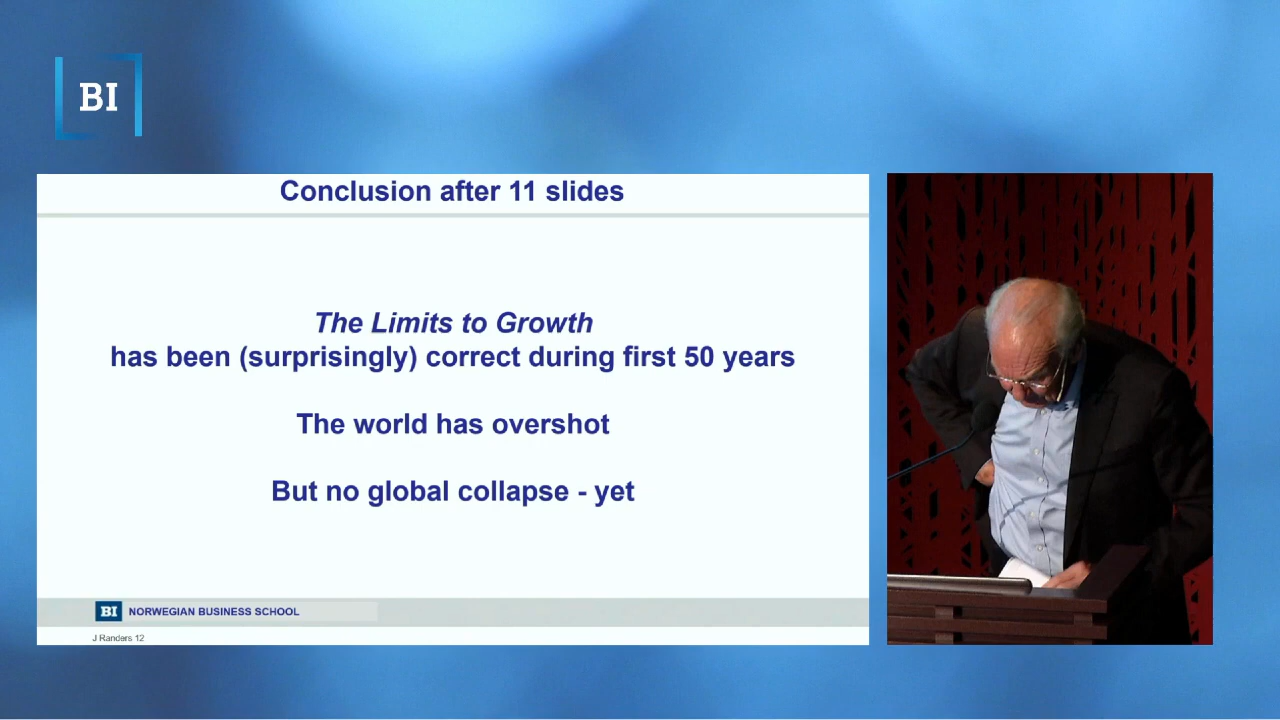 BI
Conclusion after 11 slides
The Limits to Growth
has been (surprisingly) correct during first 50 years
The world has overshot
But no global collapse - yet
BI NORWEGIAN BUSINESS SCHOOL
J Randers 12